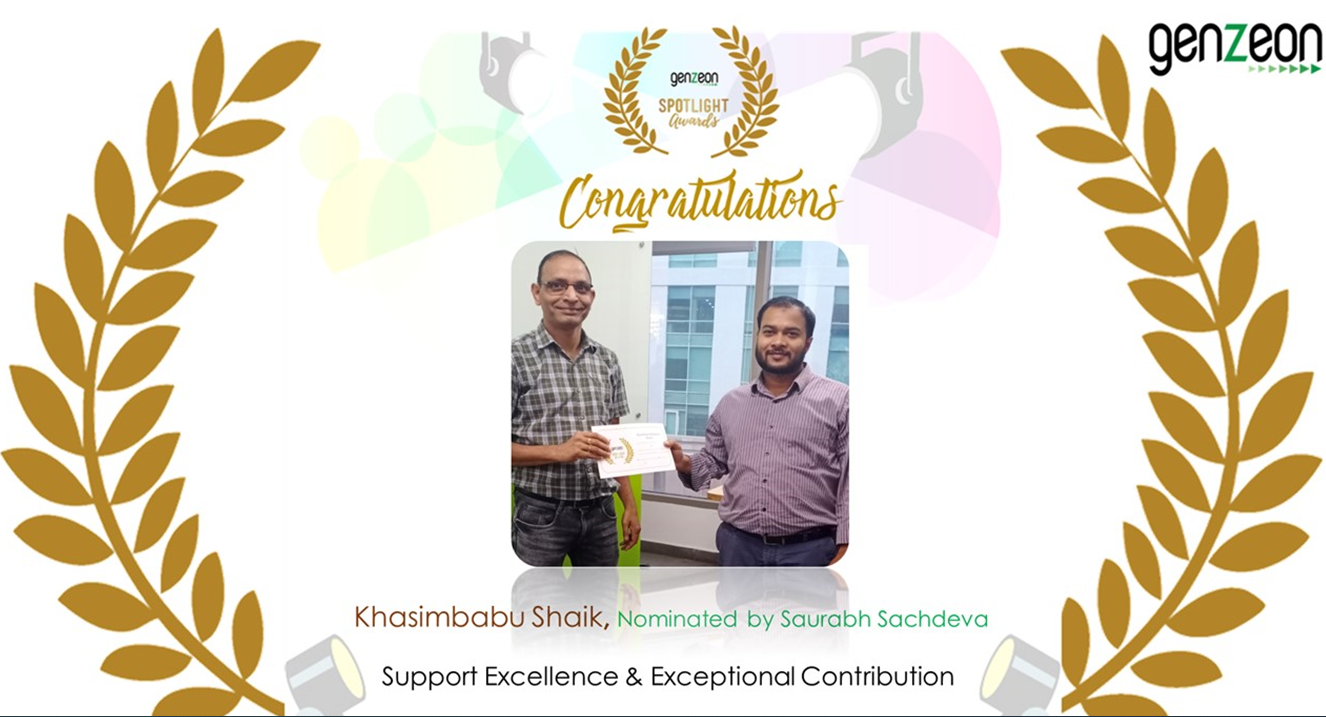 genzeon
genzeon
SPOTLIGHT
Awards
Congratulations
Khasimbabu Shaik, Nominated by Saurabh Sachdeva
Support Excellence & Exceptional Contribution